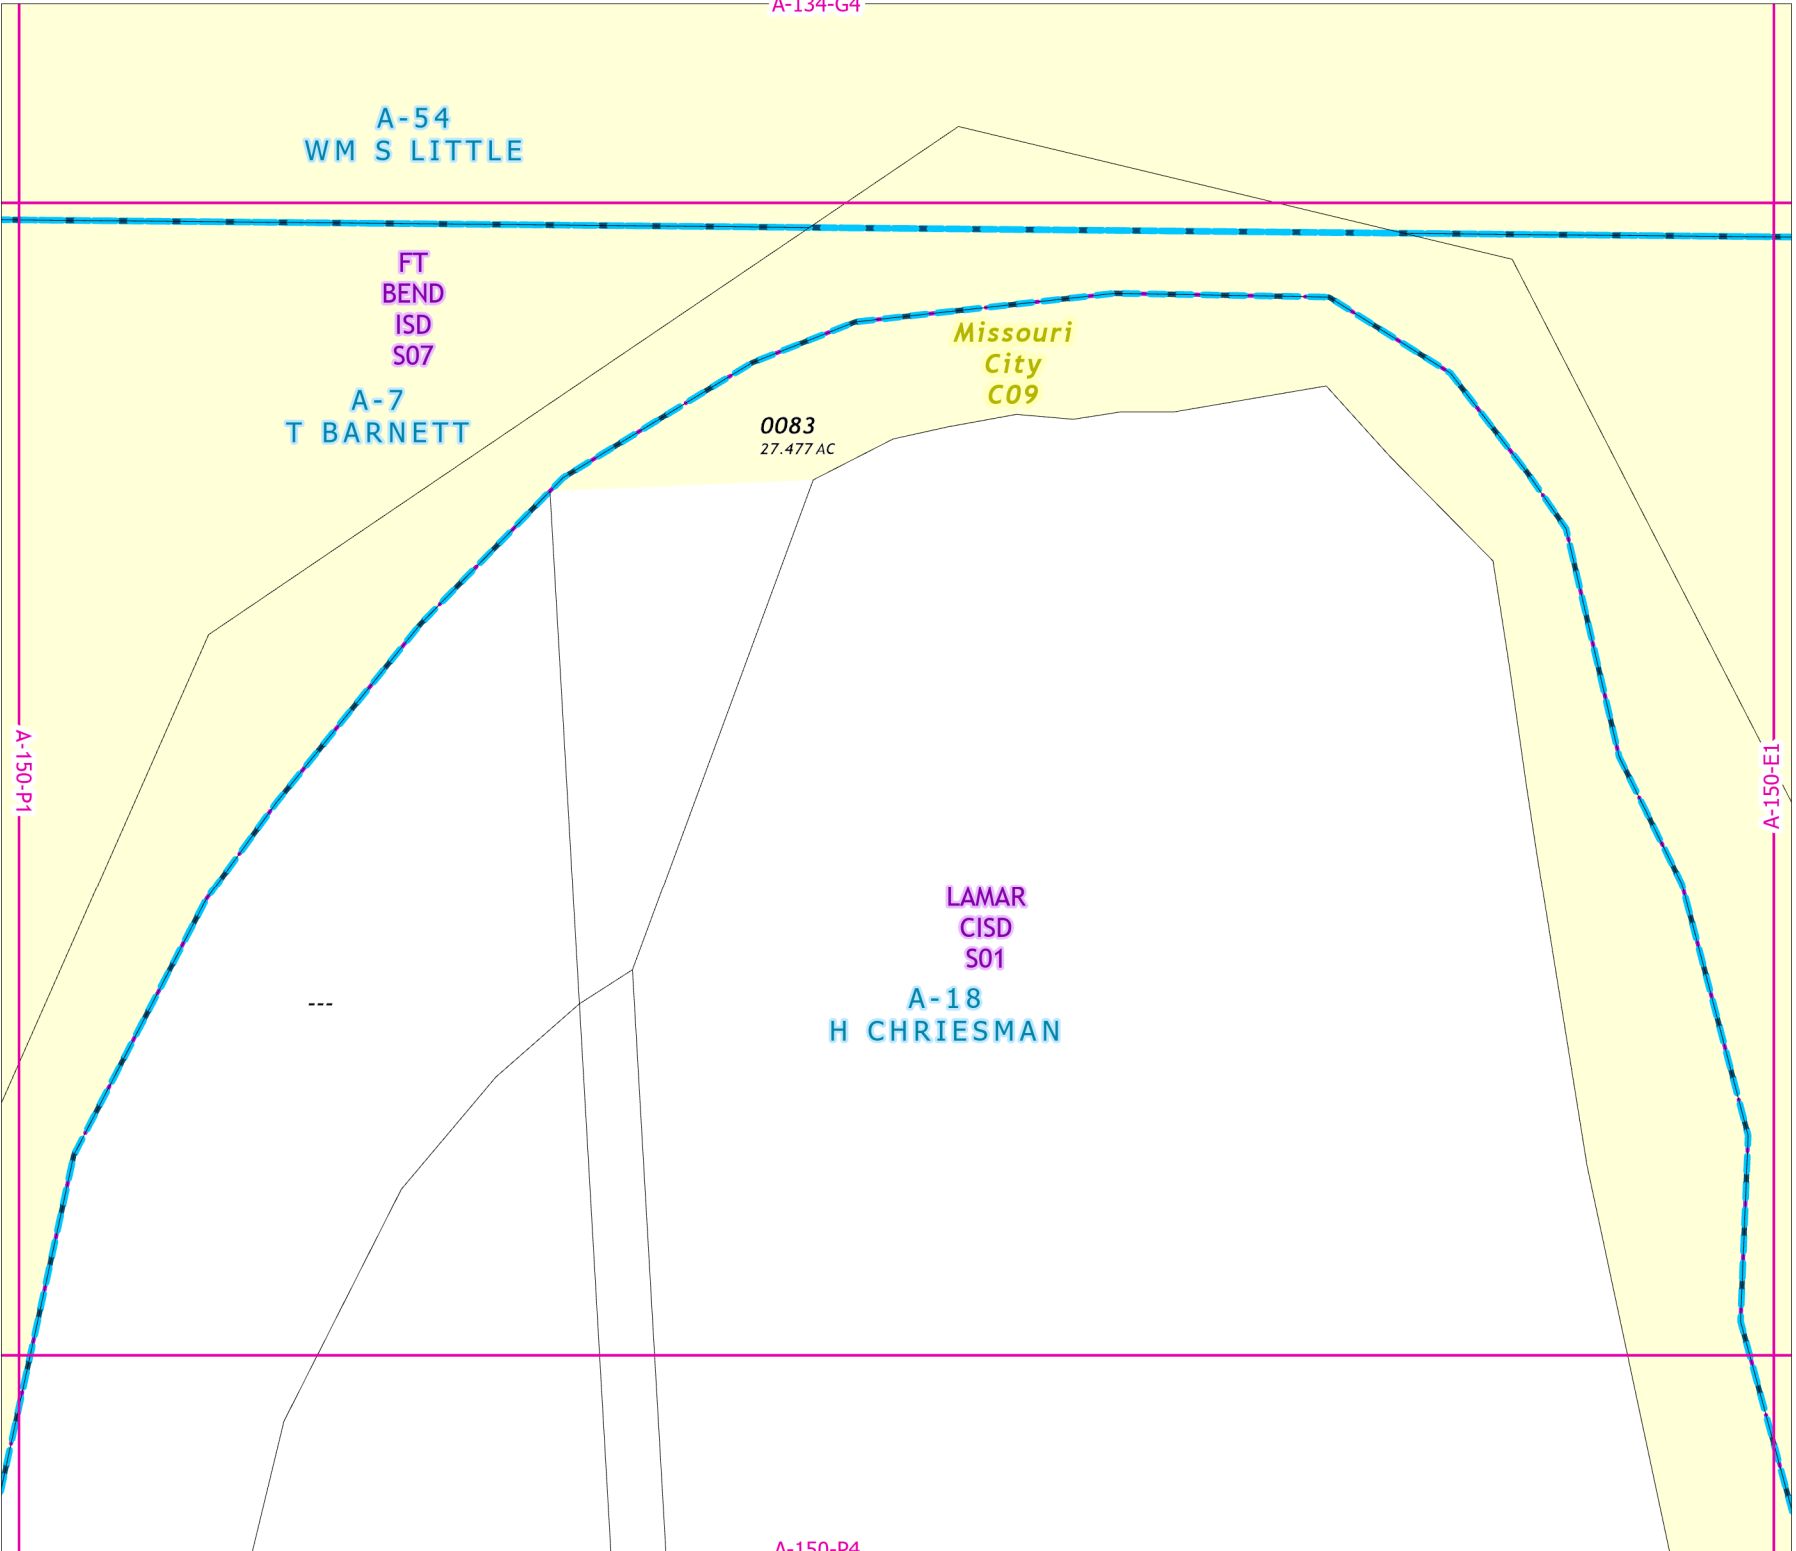 A-134-G4
A-54
WM S LITTLE
FT
BEND
ISD
S07
A-7
T BARNETT
Missouri
City
C09
0083
27.477 AC
A-150-P1
A-150-E1
LAMAR
CISD
S01
A-18
H CHRIESMAN
---
A-150-P4